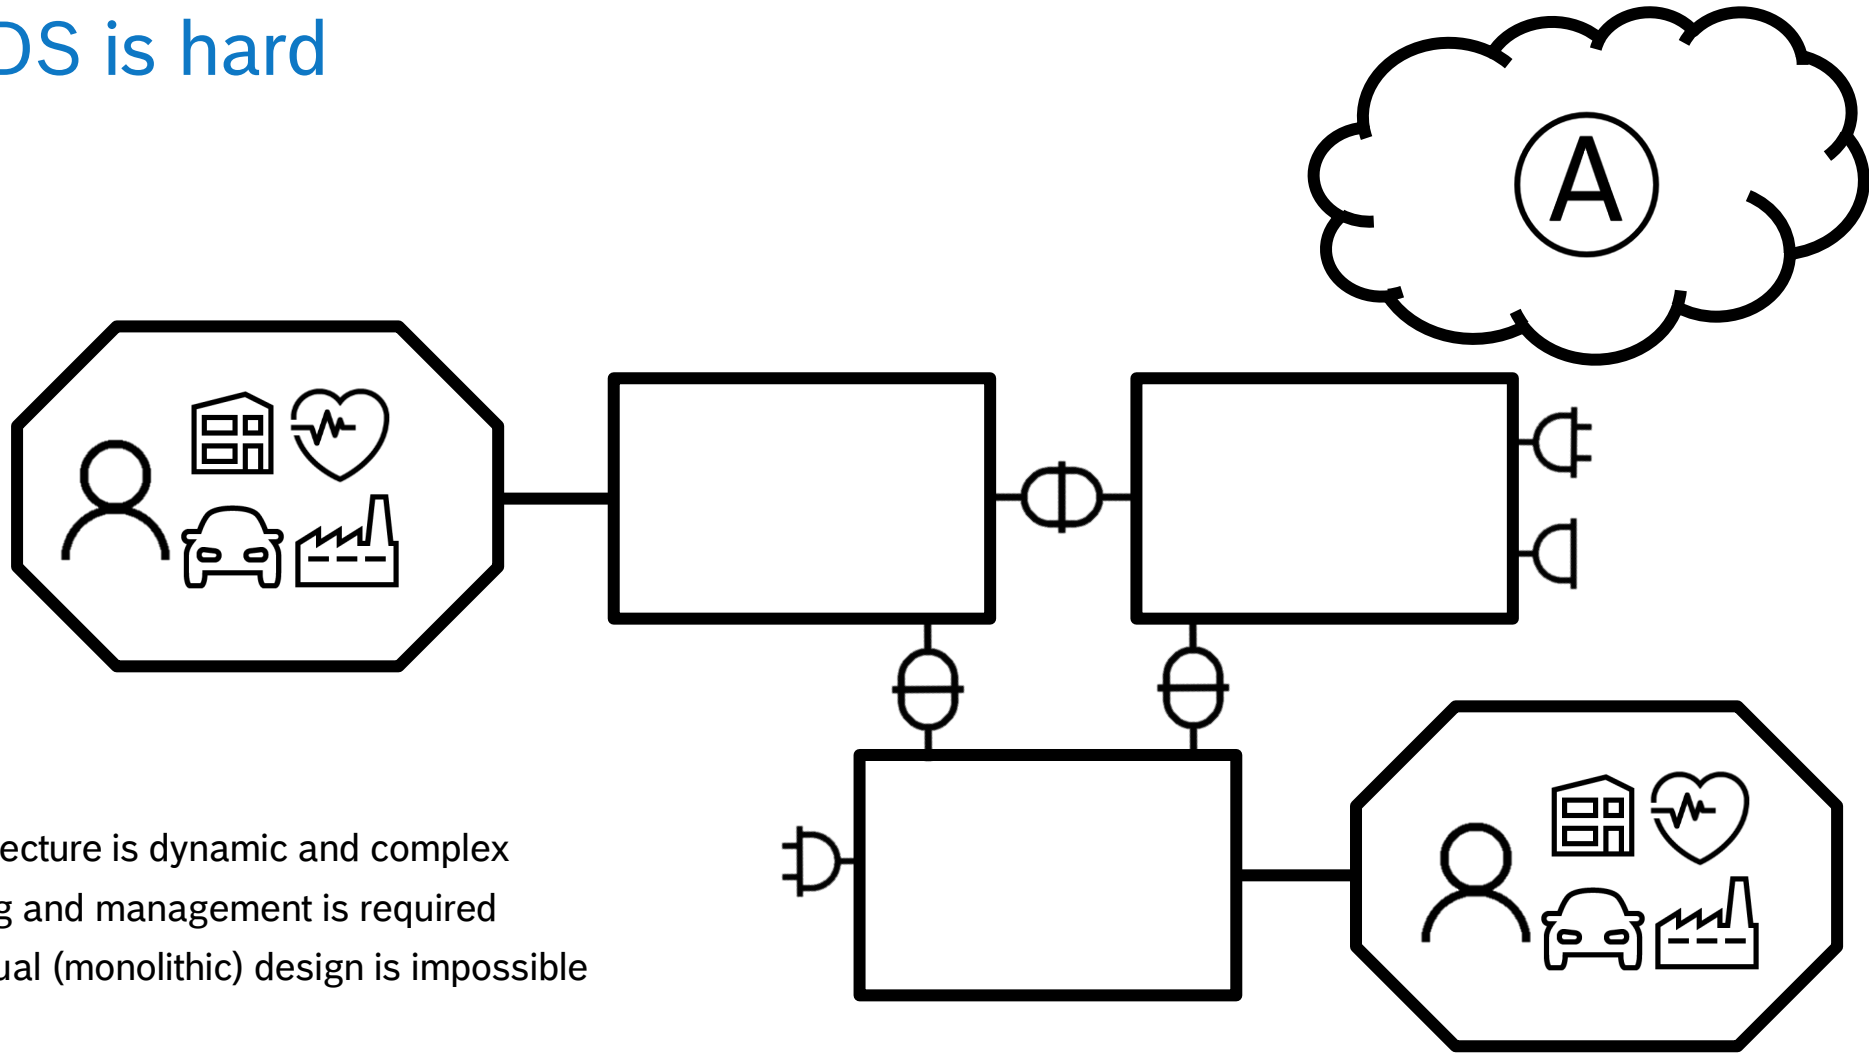 DS is hard
A
ecture is dynamic and complex
g and management is required
ual (monolithic) design is impossible